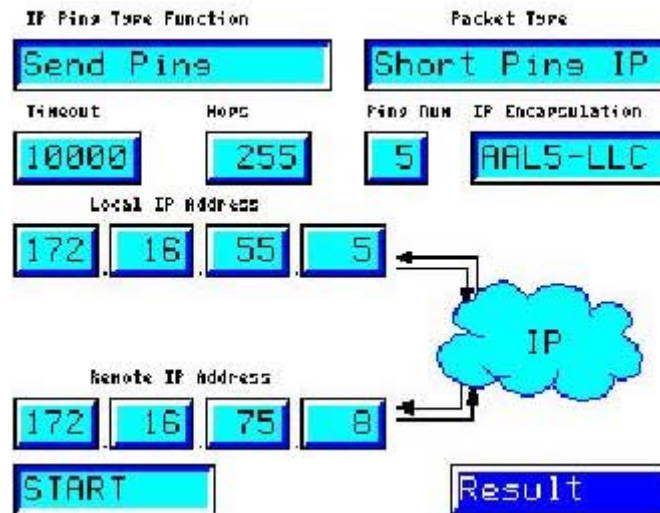 IP Ping Type Function Packet Type
Send Ping Short Ping IP
Timeout Hops Ping Num IP Encapsulation
10000 255 5 AAL5-LLC
Local IP Address
172 . 16 . 55 . 5
IP
Remote IP Address
172 . 16 . 75 . 8
START Result